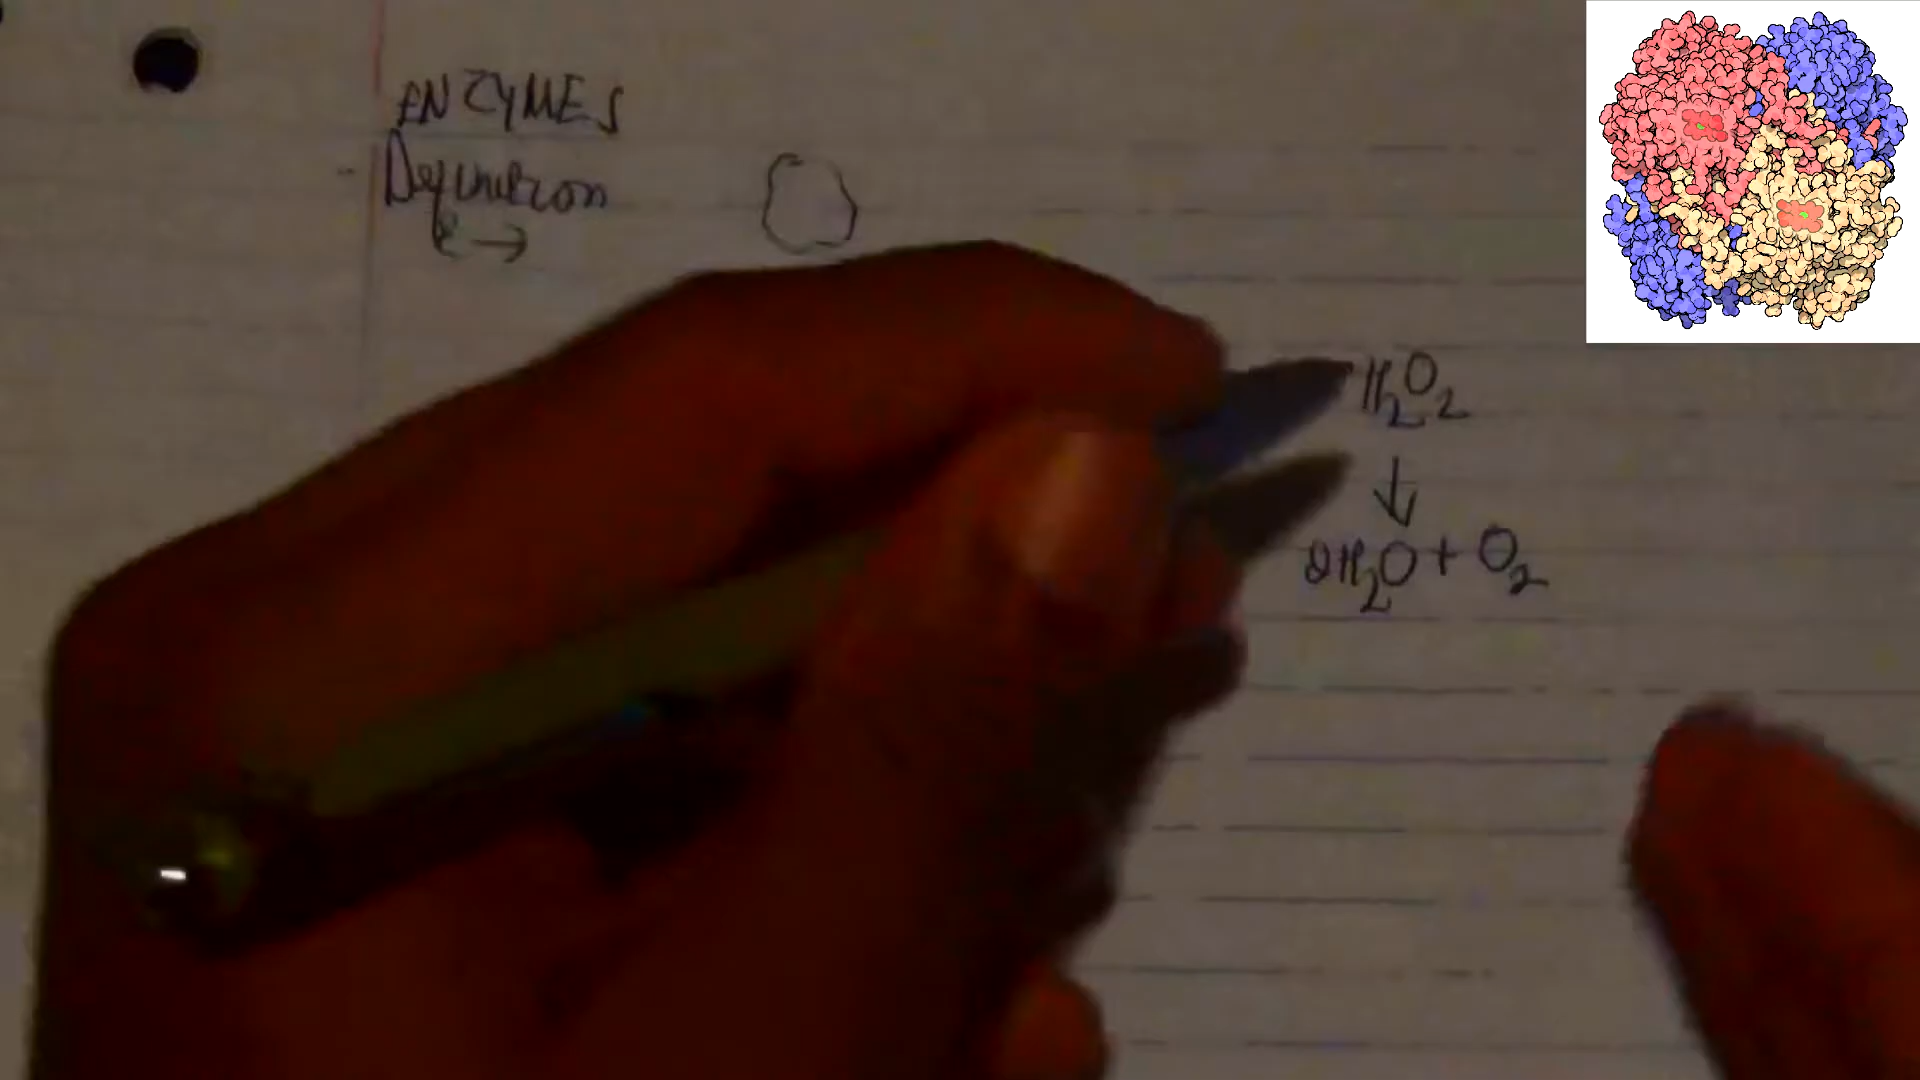 ENZYMES
Definition
e →
H₂O₂
↓
2H₂O + O₂